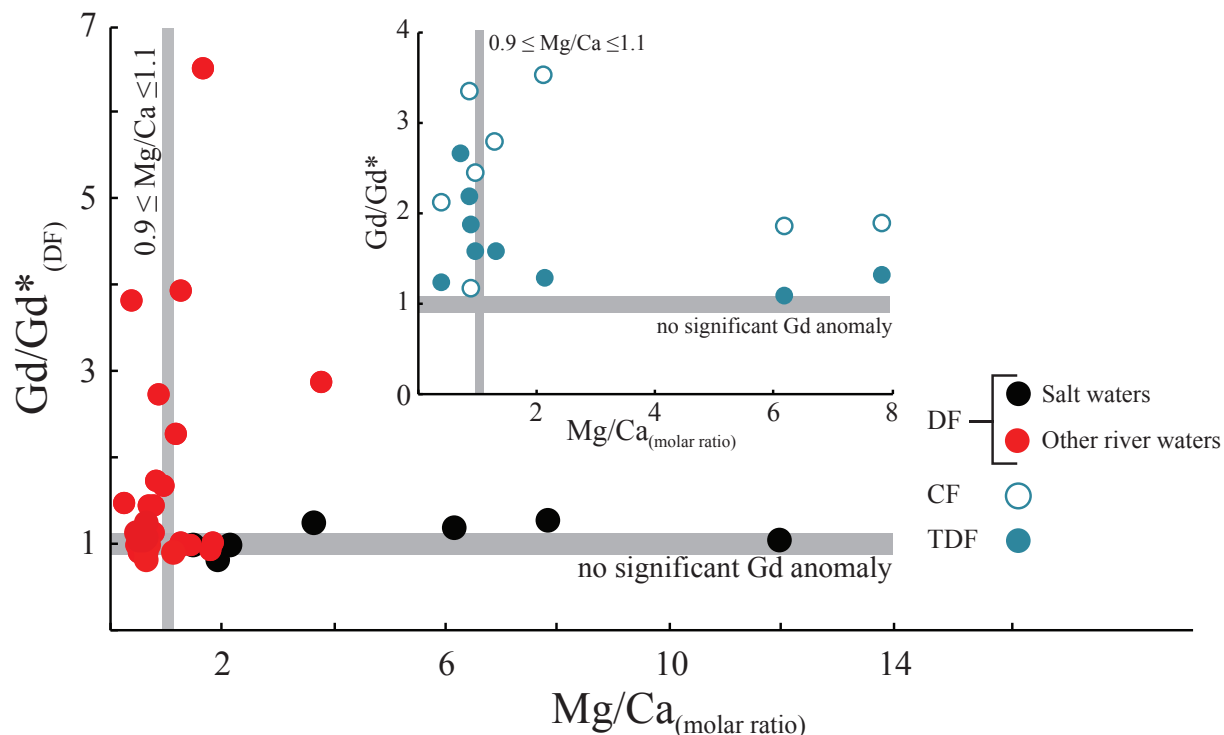 7
5
3
1
Gd/Gd*(DF)
0.9 ≤ Mg/Ca ≤1.1
no significant Gd anomaly
2
6
10
14
Mg/Ca(molar ratio)
4
3
2
1
0
Gd/Gd*
0.9 ≤ Mg/Ca ≤1.1
no significant Gd anomaly
2
4
6
8
Mg/Ca(molar ratio)
DF
Salt waters
Other river waters
CF
TDF